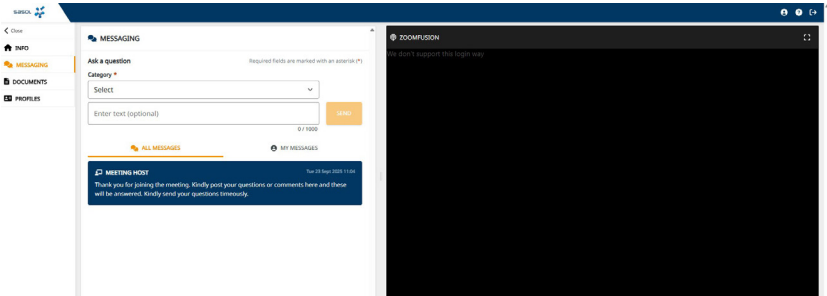 sasol
Close
INFO
MESSAGING
DOCUMENTS
PROFILES
MESSAGING
Ask a question
Required fields are marked with an asterisk (*)
Category *
Select
Enter text (optional)
SEND
0 / 1000
ALL MESSAGES
MY MESSAGES
MEETING HOST
Tue 23 Sept 2025 11:04
Thank you for joining the meeting. Kindly post your questions or comments here and these
will be answered. Kindly send your questions timeously.
ZOOMFUSION
We don't support this login way